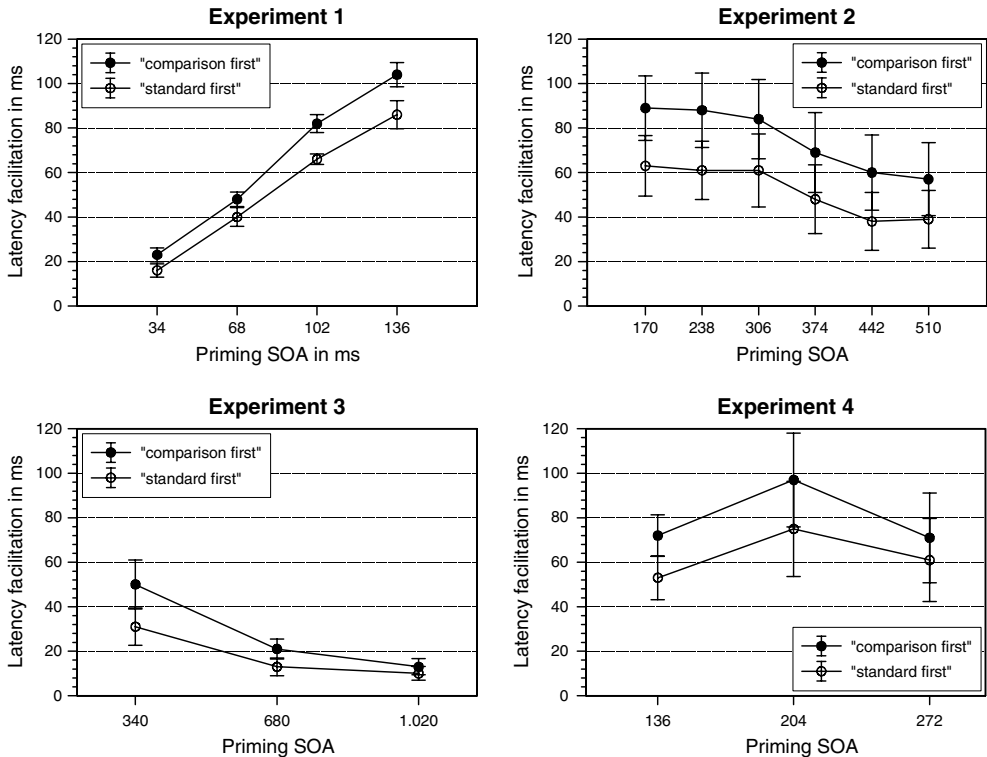 Experiment 1
Latency facilitation in ms
120
100
80
60
40
20
0
"comparison first"
"standard first"
34 68 102 136
Priming SOA in ms
Experiment 2
Latency facilitation in ms
120
100
80
60
40
20
0
"comparison first"
"standard first"
170 238 306 374 442 510
Priming SOA
Experiment 3
Latency facilitation in ms
120
100
80
60
40
20
0
"comparison first"
"standard first"
340 680 1.020
Priming SOA
Experiment 4
Latency facilitation in ms
120
100
80
60
40
20
0
"comparison first"
"standard first"
136 204 272
Priming SOA